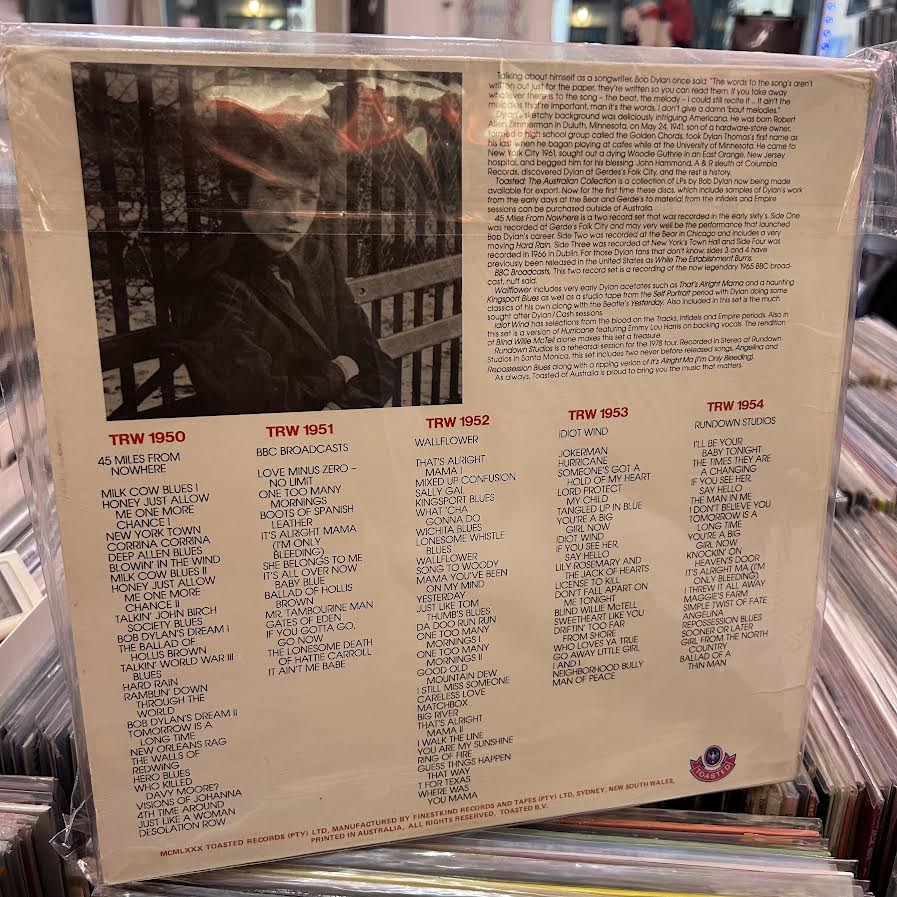 Talking about himself as a songwriter, Bob Dylan once said: "The words to the song's aren't
written out just for the paper, they're written so you can read them. If you take away
whatever there is to the song – the beat, the melody – I could still recite it ... it ain't the
melodies that're important, man it's the words. I don't give a damn 'bout melodies."
Dylan's sketchy background was deliciously intriguing Americana. He was born Robert
Allen Zimmerman in Duluth, Minnesota, on May 24, 1941, son of a hardware-store owner,
formed a high school group called the Golden Chords, took Dylan Thomas's first name as
his last when he began playing at cafes while at the University of Minnesota. He came to
New York City 1961, sought out a dying Woodie Guthrie in an East Orange, New Jersey
hospital, and begged him for his blessing. John Hammond, A & R sleuth at Columbia
Records, discovered Dylan at Gerdes's Folk City, and the rest is history.
Toasted: The Australian Collection is a collection of LPs by Bob Dylan now being made
available for export. Now for the first time these discs, which include samples of Dylan's work
from the early days at the Bear and Gerde's to material from the Infidels and Empire
sessions can be purchased outside of Australia.
45 Miles From Nowhere is a two record set that was recorded in the early sixty's. Side One
was recorded at Gerde's Folk City and may very well be the performance that launched
Bob Dylan's career. Side Two was recorded at the Bear in Chicago and includes a very
moving Hard Rain. Side Three was recorded at New York's Town Hall and Side Four was
recorded in 1966 in Dublin. For those Dylan fans that don't know, sides 3 and 4 have
previously been released in the United States as While The Establishment Burns.
BBC Broadcasts. This two record set is a recording of the now legendary 1965 BBC broad-
cast, nuff said.
Wallflower includes very early Dylan acetates such as That's Alright Mama and a haunting
Kingsport Blues as well as a studio tape from the Self Portrait period with Dylan doing some
classics of his own along with the Beatle's Yesterday. Also included in this set is the much
sought after Dylan/Cash sessions.
Idiot Wind has selections from the blood on the Tracks, Infidels and Empire periods. Also in
this set is a version of Hurricane featuring Emmy Lou Harris on backing vocals. The rendition
of Blind Willie McTell alone makes this set a treasure.
Rundown Studios is a rehearsal session for the 1978 tour. Recorded in Stereo at Rundown
Studios in Santa Monica, this set includes two never before released songs, Angelina and
Repossession Blues along with a ripping version of It's Alright Ma (I'm Only Bleeding).
As always, Toasted of Australia is proud to bring you the music that matters.
TRW 1950
45 MILES FROM
NOWHERE
MILK COW BLUES I
HONEY JUST ALLOW
ME ONE MORE
CHANCE I
NEW YORK TOWN
CORRINA CORRINA
DEEP ALLEN BLUES
BLOWIN' IN THE WIND
MILK COW BLUES II
HONEY JUST ALLOW
ME ONE MORE
CHANCE II
TALKIN' JOHN BIRCH
SOCIETY BLUES
BOB DYLAN'S DREAM I
THE BALLAD OF
HOLLIS BROWN
TALKIN' WORLD WAR III
BLUES
HARD RAIN
RAMBLIN' DOWN
THROUGH THE
WORLD
BOB DYLAN'S DREAM II
TOMORROW IS A
LONG TIME
NEW ORLEANS RAG
THE WALLS OF
REDWING
HERO BLUES
WHO KILLED
DAVY MOORE?
VISIONS OF JOHANNA
4TH TIME AROUND
JUST LIKE A WOMAN
DESOLATION ROW
TRW 1951
BBC BROADCASTS
LOVE MINUS ZERO –
NO LIMIT
ONE TOO MANY
MORNINGS
BOOTS OF SPANISH
LEATHER
IT'S ALRIGHT MAMA
(I'M ONLY
BLEEDING)
SHE BELONGS TO ME
IT'S ALL OVER NOW
BABY BLUE
BALLAD OF HOLLIS
BROWN
MR. TAMBOURINE MAN
GATES OF EDEN
IF YOU GOTTA, GO,
GO NOW
THE LONESOME DEATH
OF HATTIE CARROLL
IT AIN'T ME BABE
TRW 1952
WALLFLOWER
THAT'S ALRIGHT
MAMA I
MIXED UP CONFUSION
SALLY GAL
KINGSPORT BLUES
WHAT 'CHA
GONNA DO
WICHITA BLUES
LONESOME WHISTLE
BLUES
WALLFLOWER
SONG TO WOODY
MAMA YOU'VE BEEN
ON MY MIND
YESTERDAY
JUST LIKE TOM
THUMB'S BLUES
DA DOO RUN RUN
ONE TOO MANY
MORNINGS I
ONE TOO MANY
MORNINGS II
GOOD OLD
MOUNTAIN DEW
I STILL MISS SOMEONE
CARELESS LOVE
MATCHBOX
BIG RIVER
THAT'S ALRIGHT
MAMA II
I WALK THE LINE
YOU ARE MY SUNSHINE
RING OF FIRE
GUESS THINGS HAPPEN
THAT WAY
T FOR TEXAS
WHERE WAS
YOU MAMA
TRW 1953
IDIOT WIND
JOKERMAN
HURRICANE
SOMEONE'S GOT A
HOLD OF MY HEART
LORD PROTECT
MY CHILD
TANGLED UP IN BLUE
YOU'RE A BIG
GIRL NOW
IDIOT WIND
IF YOU SEE HER,
SAY HELLO
LILY ROSEMARY AND
THE JACK OF HEARTS
LICENSE TO KILL
DON'T FALL APART ON
ME TONIGHT
BLIND WILLIE McTELL
SWEETHEART LIKE YOU
DRIFTIN' TOO FAR
FROM SHORE
WHO LOVES YA TRUE
GO AWAY LITTLE GIRL
I AND I
NEIGHBORHOOD BULLY
MAN OF PEACE
TRW 1954
RUNDOWN STUDIOS
I'LL BE YOUR
BABY TONIGHT
THE TIMES THEY ARE
A CHANGING
IF YOU SEE HER,
SAY HELLO
THE MAN IN ME
I DON'T BELIEVE YOU
TOMORROW IS A
LONG TIME
YOU'RE A BIG
GIRL NOW
KNOCKIN' ON
HEAVEN'S DOOR
IT'S ALRIGHT MA (I'M
ONLY BLEEDING)
I THREW IT ALL AWAY
MAGGIE'S FARM
SIMPLE TWIST OF FATE
ANGELINA
REPOSSESSION BLUES
SOONER OR LATER
GIRL FROM THE NORTH
COUNTRY
BALLAD OF A
THIN MAN
TOASTED
MCMLXXX TOASTED RECORDS (PTY) LTD, MANUFACTURED BY FINESTKIND RECORDS AND TAPES (PTY) LTD, SYDNEY, NEW SOUTH WALES,
PRINTED IN AUSTRALIA, ALL RIGHTS RESERVED, TOASTED B.V.